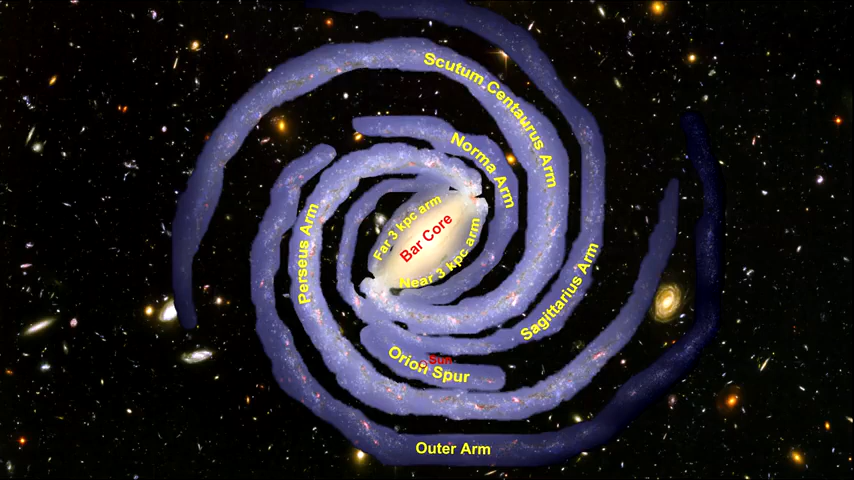 Scutum Centaurus Arm
Norma Arm
Far 3 kpc arm
Bar Core
Near 3 kpc arm
Perseus Arm
Sagittarius Arm
Sun
Orion Spur
Outer Arm